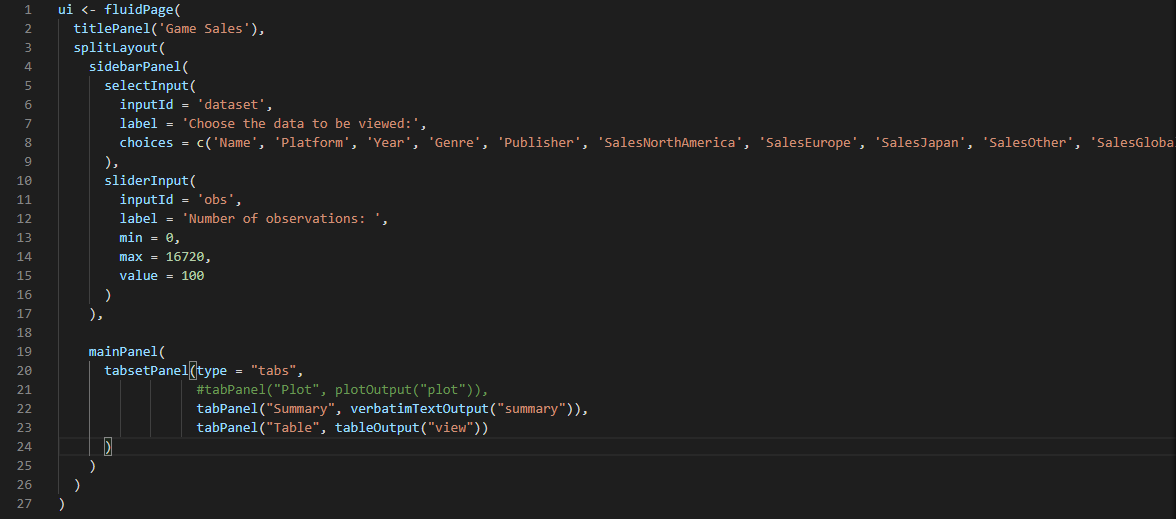 1 ui <- fluidPage(
2 titlePanel('Game Sales'),
3 splitLayout(
4 sidebarPanel(
5 selectInput(
6 inputId = 'dataset',
7 label = 'Choose the data to be viewed:',
8 choices = c('Name', 'Platform', 'Year', 'Genre', 'Publisher', 'SalesNorthAmerica', 'SalesEurope', 'SalesJapan', 'SalesOther', 'SalesGloba
9 ),
10 sliderInput(
11 inputId = 'obs',
12 label = 'Number of observations: ',
13 min = 0,
14 max = 16720,
15 value = 100
16 )
17 ),
18
19 mainPanel(
20 tabsetPanel(type = "tabs",
21 #tabPanel("Plot", plotOutput("plot")),
22 tabPanel("Summary", verbatimTextOutput("summary")),
23 tabPanel("Table", tableOutput("view"))
24 )
25 )
26 )
27 )